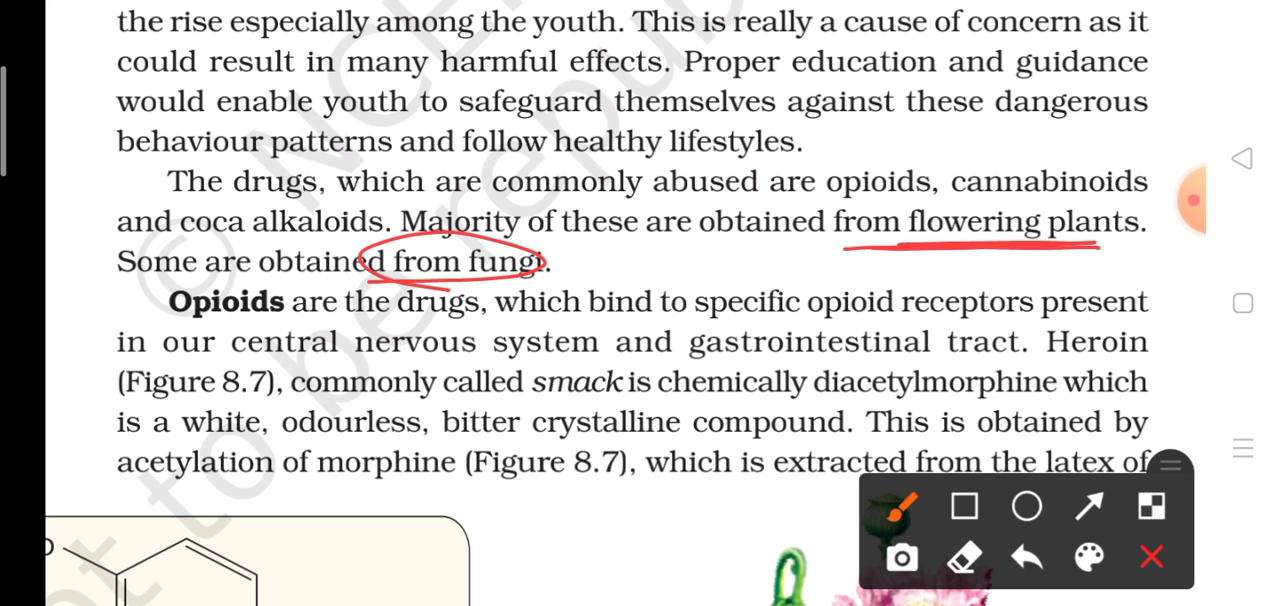 the rise especially among the youth. This is really a cause of concern as it
could result in many harmful effects. Proper education and guidance
would enable youth to safeguard themselves against these dangerous
behaviour patterns and follow healthy lifestyles.
The drugs, which are commonly abused are opioids, cannabinoids
and coca alkaloids. Majority of these are obtained from flowering plants.
Some are obtained from fungi.
Opioids are the drugs, which bind to specific opioid receptors present
in our central nervous system and gastrointestinal tract. Heroin
(Figure 8.7), commonly called smack is chemically diacetylmorphine which
is a white, odourless, bitter crystalline compound. This is obtained by
acetylation of morphine (Figure 8.7), which is extracted from the latex of